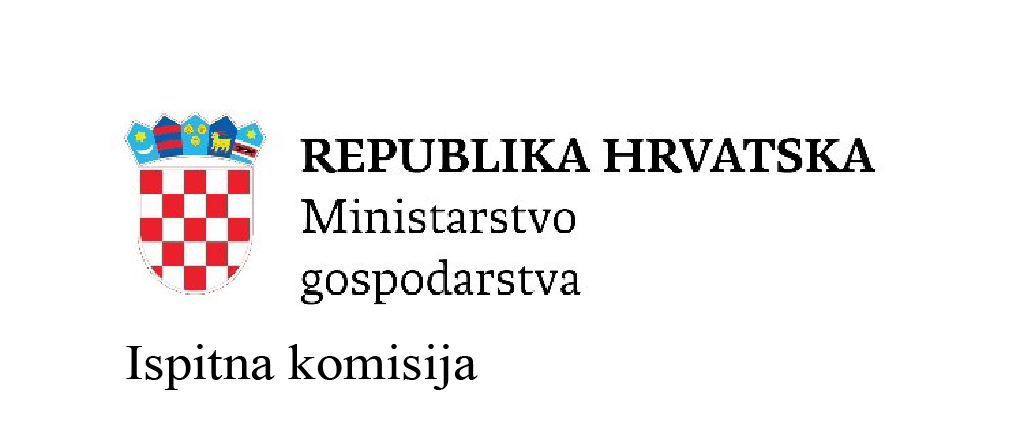 REPUBLIKA HRVATSKA
Ministarstvo
gospodarstva
Ispitna komisija